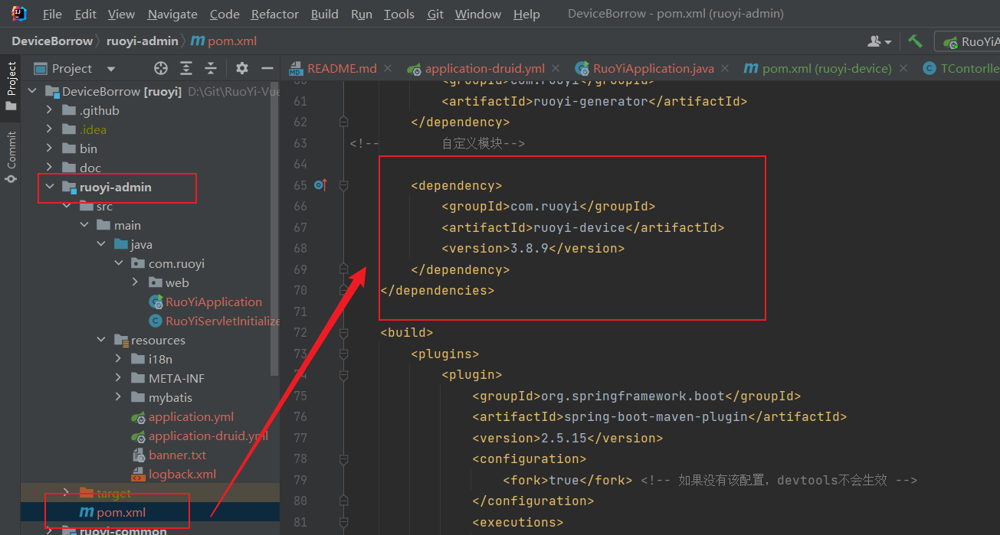 File Edit View Navigate Code Refactor Build Run Tools Git Window Help DeviceBorrow - pom.xml (ruoyi-admin)
DeviceBorrow ruoyi-admin m pom.xml RuoYiA
Project
Commit
Project
README.md application-druid.yml RuoYiApplication.java pom.xml (ruoyi-device) TContorlle
DeviceBorrow [ruoyi] D:\Git\RuoYi-Vue
.github
.idea
bin
doc
ruoyi-admin
src
main
java
com.ruoyi
web
RuoYiApplication
RuoYiServletInitialize
resources
i18n
META-INF
mybatis
application.yml
application-druid.yml
banner.txt
logback.xml
target
pom.xml
ruoyi-common
60 <groupId>com.ruoyi</groupId>
61 <artifactId>ruoyi-generator</artifactId>
62 </dependency>
63 <!-- 自定义模块-->
64
65 <dependency>
66 <groupId>com.ruoyi</groupId>
67 <artifactId>ruoyi-device</artifactId>
68 <version>3.8.9</version>
69 </dependency>
70 </dependencies>
71
72 <build>
73 <plugins>
74 <plugin>
75 <groupId>org.springframework.boot</groupId>
76 <artifactId>spring-boot-maven-plugin</artifactId>
77 <version>2.5.15</version>
78 <configuration>
79 <fork>true</fork> <!-- 如果没有该配置，devtools不会生效 -->
80 </configuration>
81 <executions>